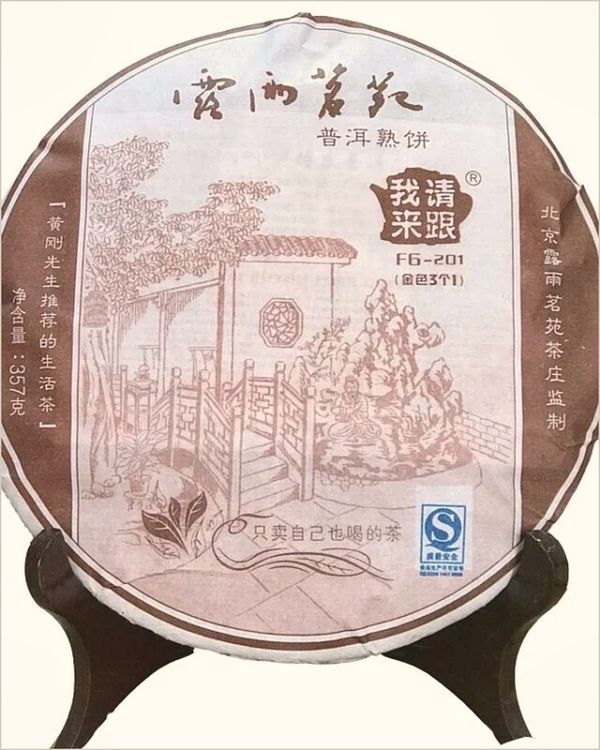 露雨茗苑
普洱熟饼
我请
来跟
®
FG-201
(金色3个1)
北京露雨茗苑茶庄监制
『黄刚先生推荐的生活茶』
净含量：357克
只卖自己也喝的茶
S
质量安全